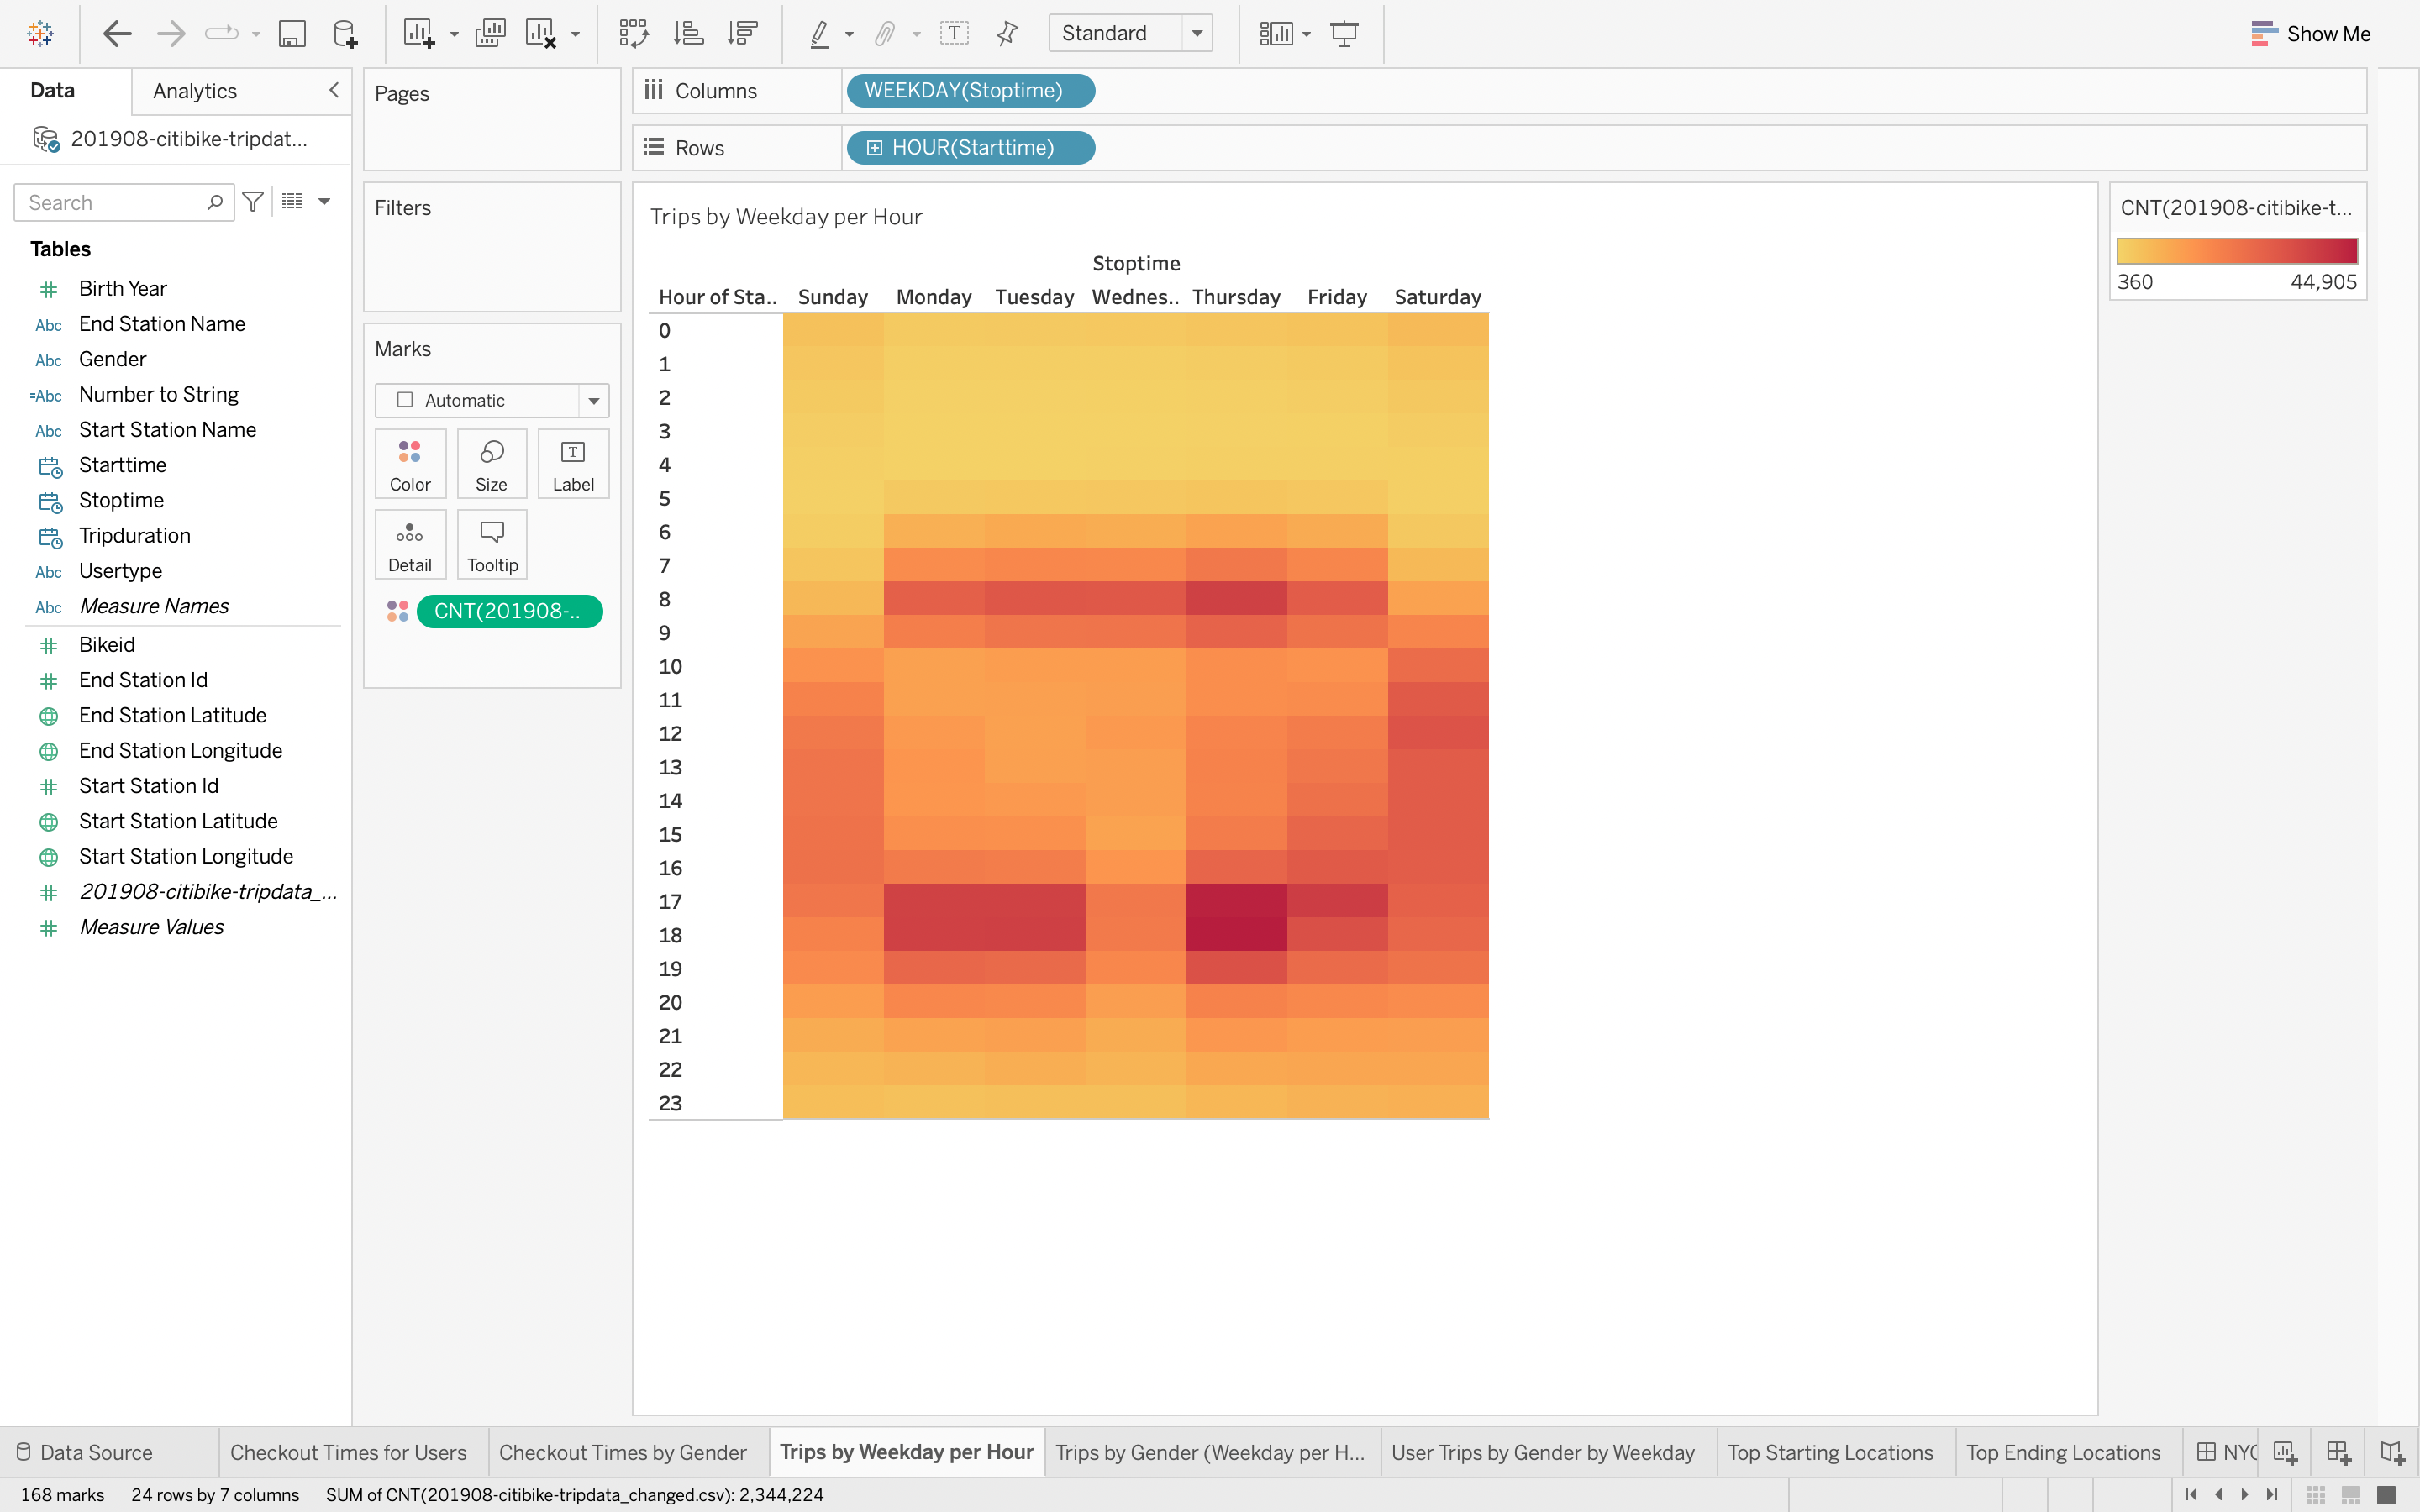 Standard
Show Me
Data
Analytics
201908-citibike-tripdat...
Search
Tables
Birth Year
Abc End Station Name
Abc Gender
=Abc Number to String
Abc Start Station Name
Starttime
Stoptime
Tripduration
Abc Usertype
Abc Measure Names
Bikeid
End Station Id
End Station Latitude
End Station Longitude
Start Station Id
Start Station Latitude
Start Station Longitude
201908-citibike-tripdata_...
Measure Values
Pages
Filters
Marks
Automatic
Color Size Label
Detail Tooltip
CNT(201908-..
Columns WEEKDAY(Stoptime)
Rows HOUR(Starttime)
Trips by Weekday per Hour
Stoptime
Hour of Sta.. Sunday Monday Tuesday Wednes.. Thursday Friday Saturday
0
1
2
3
4
5
6
7
8
9
10
11
12
13
14
15
16
17
18
19
20
21
22
23
CNT(201908-citibike-t...
360 44,905
Data Source Checkout Times for Users Checkout Times by Gender Trips by Weekday per Hour Trips by Gender (Weekday per H... User Trips by Gender by Weekday Top Starting Locations Top Ending Locations NYC
168 marks 24 rows by 7 columns SUM of CNT(201908-citibike-tripdata_changed.csv): 2,344,224